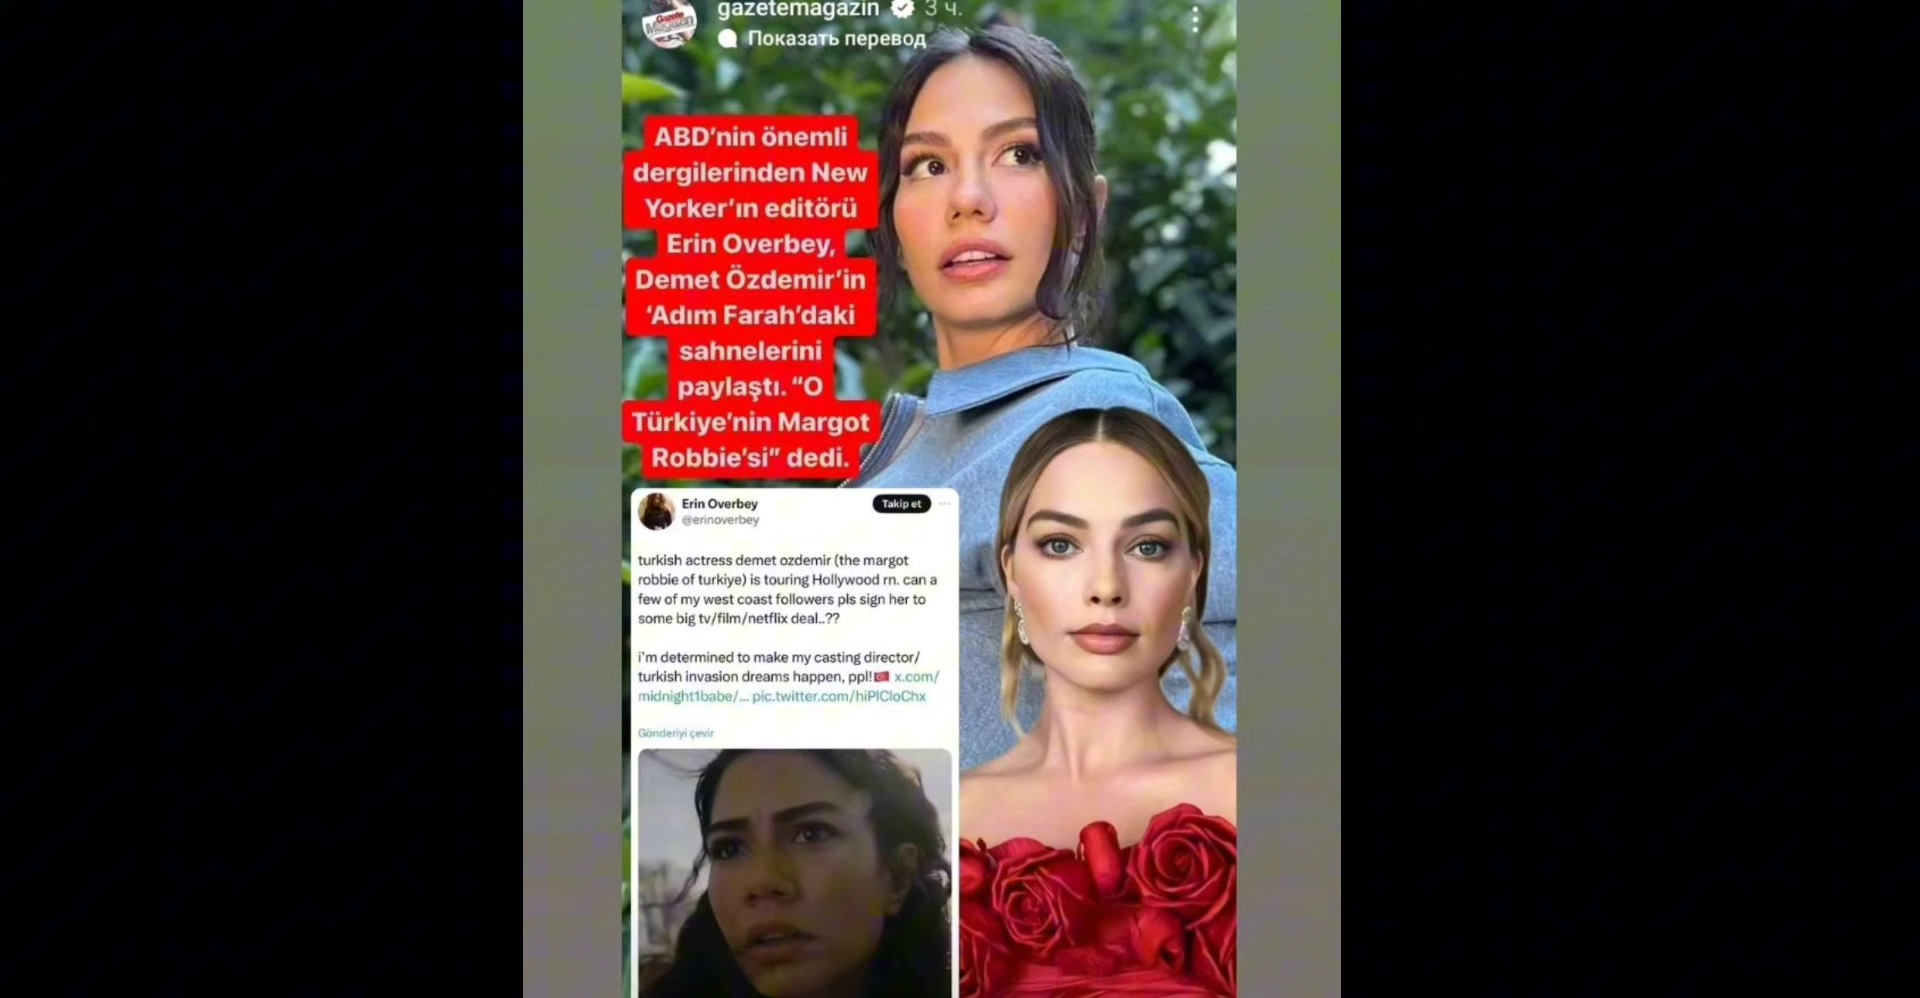 gazetemagazin 3 ч.
Показать перевод
Gazete
Magazin
ABD’nin önemli
dergilerinden New
Yorker’ın editörü
Erin Overbey,
Demet Özdemir’in
‘Adım Farah’daki
sahnelerini
paylaştı. “O
Türkiye’nin Margot
Robbie’si” dedi.
Erin Overbey
@erinoverbey
Takip et
turkish actress demet ozdemir (the margot
robbie of turkiye) is touring Hollywood rn. can a
few of my west coast followers pls sign her to
some big tv/film/netflix deal..??
i’m determined to make my casting director/
turkish invasion dreams happen, ppl!🇹🇷 x.com/
midnight1babe/... pic.twitter.com/hiPlCloChx
Gönderiyi çevir